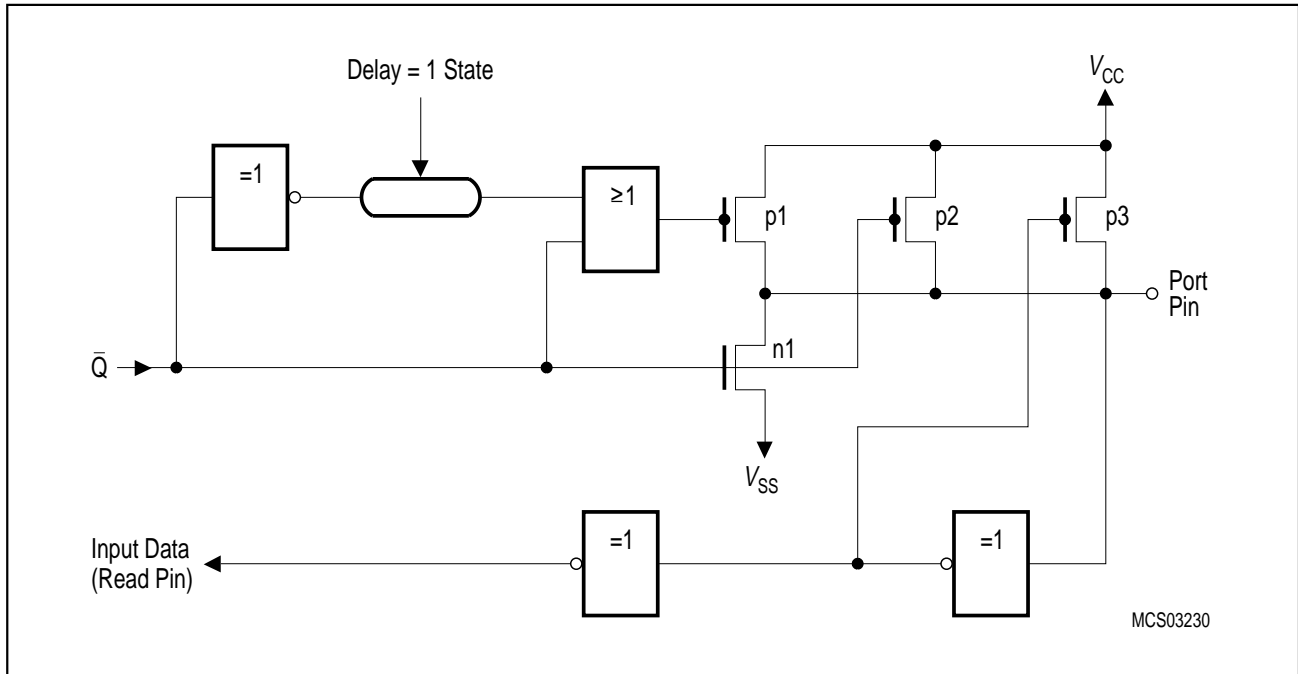 Delay = 1 State
V_CC
=1
≥1
p1
p2
p3
Port
Pin
Q̄
n1
V_SS
Input Data
(Read Pin)
=1
=1
MCS03230